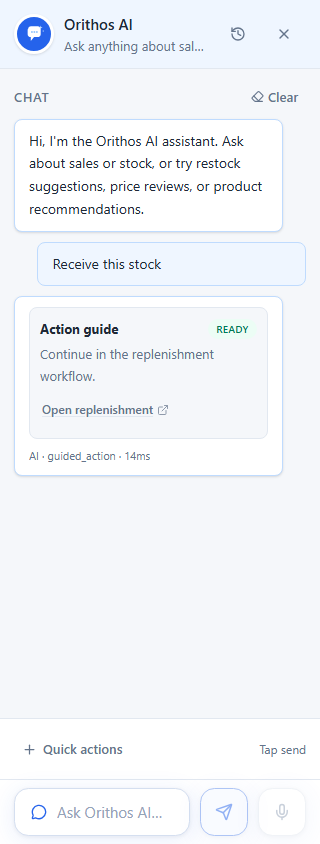 Orithos AI
Ask anything about sal...
CHAT
Clear
Hi, I'm the Orithos AI assistant. Ask
about sales or stock, or try restock
suggestions, price reviews, or product
recommendations.
Receive this stock
Action guide
READY
Continue in the replenishment
workflow.
Open replenishment
AI · guided_action · 14ms
Quick actions
Tap send
Ask Orithos AI...